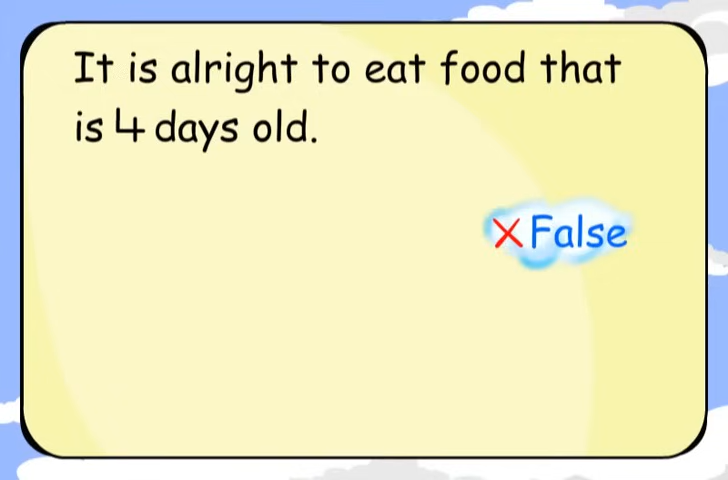 It is alright to eat food that
is 4 days old.
❌ False